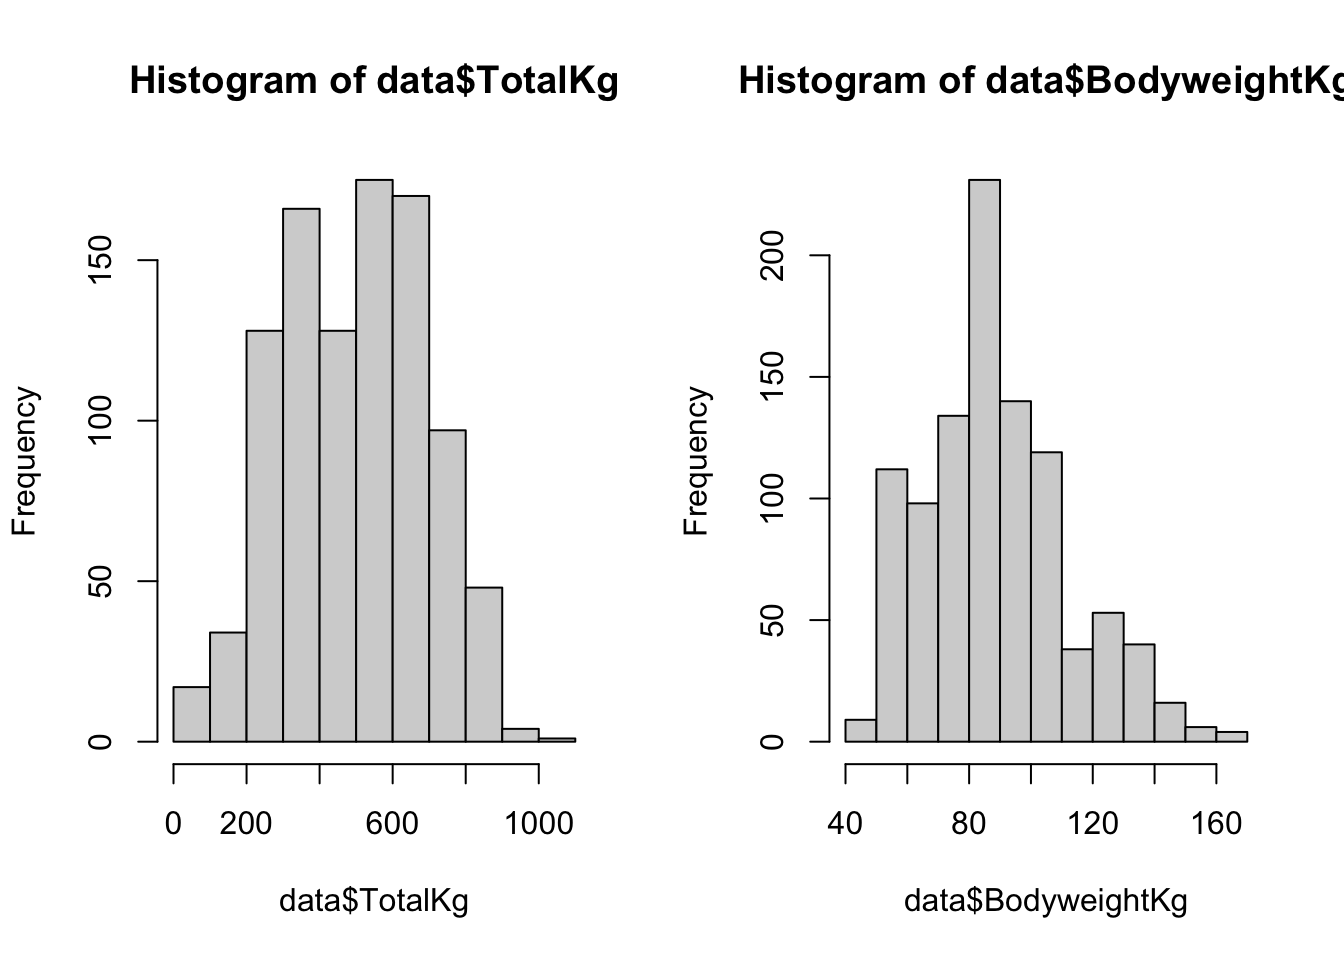 Histogram of data$TotalKg
Frequency
150
100
50
0
0 200 600 1000
data$TotalKg
Histogram of data$BodyweightKg
Frequency
200
150
100
50
0
40 80 120 160
data$BodyweightKg